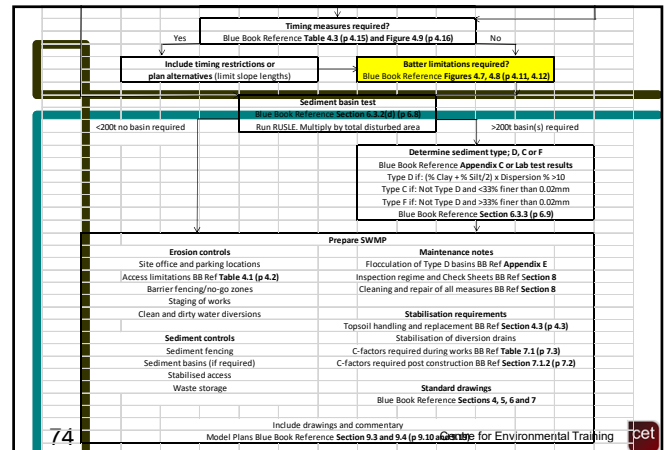 Timing measures required?
Blue Book Reference Table 4.3 (p 4.15) and Figure 4.9 (p 4.16)
Yes
No
Include timing restrictions or
plan alternatives (limit slope lengths)
Batter limitations required?
Blue Book Reference Figures 4.7, 4.8 (p 4.11, 4.12)
Sediment basin test
Blue Book Reference Section 6.3.2(d) (p 6.8)
Run RUSLE. Multiply by total disturbed area
<200t no basin required
>200t basin(s) required
Determine sediment type; D, C or F
Blue Book Reference Appendix C or Lab test results
Type D if: (% Clay + % Silt/2) x Dispersion % >10
Type C if: Not Type D and <33% finer than 0.02mm
Type F if: Not Type D and >33% finer than 0.02mm
Blue Book Reference Section 6.3.3 (p 6.9)
Prepare SWMP
Erosion controls
Site office and parking locations
Access limitations BB Ref Table 4.1 (p 4.2)
Barrier fencing/no-go zones
Staging of works
Clean and dirty water diversions
Sediment controls
Sediment fencing
Sediment basins (if required)
Stabilised access
Waste storage
Maintenance notes
Flocculation of Type D basins BB Ref Appendix E
Inspection regime and Check Sheets BB Ref Section 8
Cleaning and repair of all measures BB Ref Section 8
Stabilisation requirements
Topsoil handling and replacement BB Ref Section 4.3 (p 4.3)
Stabilisation of diversion drains
C-factors required during works BB Ref Table 7.1 (p 7.3)
C-factors required post construction BB Ref Section 7.1.2 (p 7.2)
Standard drawings
Blue Book Reference Sections 4, 5, 6 and 7
Include drawings and commentary
Model Plans Blue Book Reference Section 9.3 and 9.4 (p 9.10 and
74
Centre for Environmental Training
cet